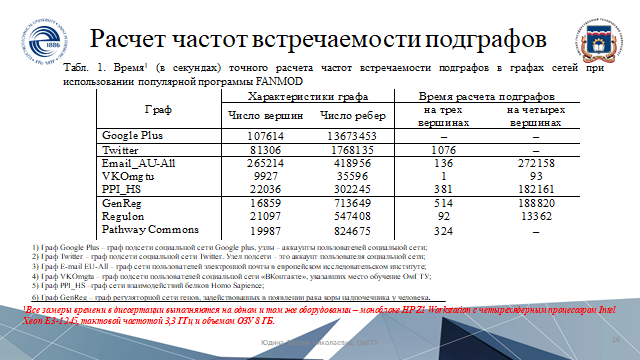 Расчет частот встречаемости подграфов
Табл. 1. Время¹ (в секундах) точного расчета частот встречаемости подграфов в графах сетей при
использовании популярной программы FANMOD
Граф Характеристики графа Время расчета подграфов
Число вершин Число ребер на трех вершинах на четырех вершинах
Google Plus 107614 13673453 – –
Twitter 81306 1768135 1076 –
Email_AU-All 265214 418956 136 272158
VKOmgtu 9927 35596 1 93
PPI_HS 22036 302245 381 182161
GenReg 16859 713649 514 188820
Regulon 21097 547408 92 13362
Pathway Commons 19987 824675 324 –
1) Граф Google Plus – граф подсети социальной сети Google plus, узлы – аккаунты пользователей социальной сети;
2) Граф Twitter – граф подсети социальной сети Twitter. Узел подсети – это аккаунт пользователя социальной сети;
3) Граф E-mail EU-All – граф сети пользователей электронной почты в европейском исследовательском институте;
4) Граф VKOmgtu – граф подсети пользователей социальной сети «ВКонтакте», указавших место обучение ОмГТУ;
5) Граф PPI_HS –граф сети взаимодействий белков Homo Sapience;
6) Граф GenReg – граф регуляторной сети генов, задействованных в появлении рака коры надпочечника у человека.
¹Все замеры времени в диссертации выполняются на одном и том же оборудовании – моноблоке HP Z1 Workstation с четырехядерным процессором Intel
Xeon E3-1245, тактовой частотой 3,3 ГГц и объемом ОЗУ 8 ГБ.